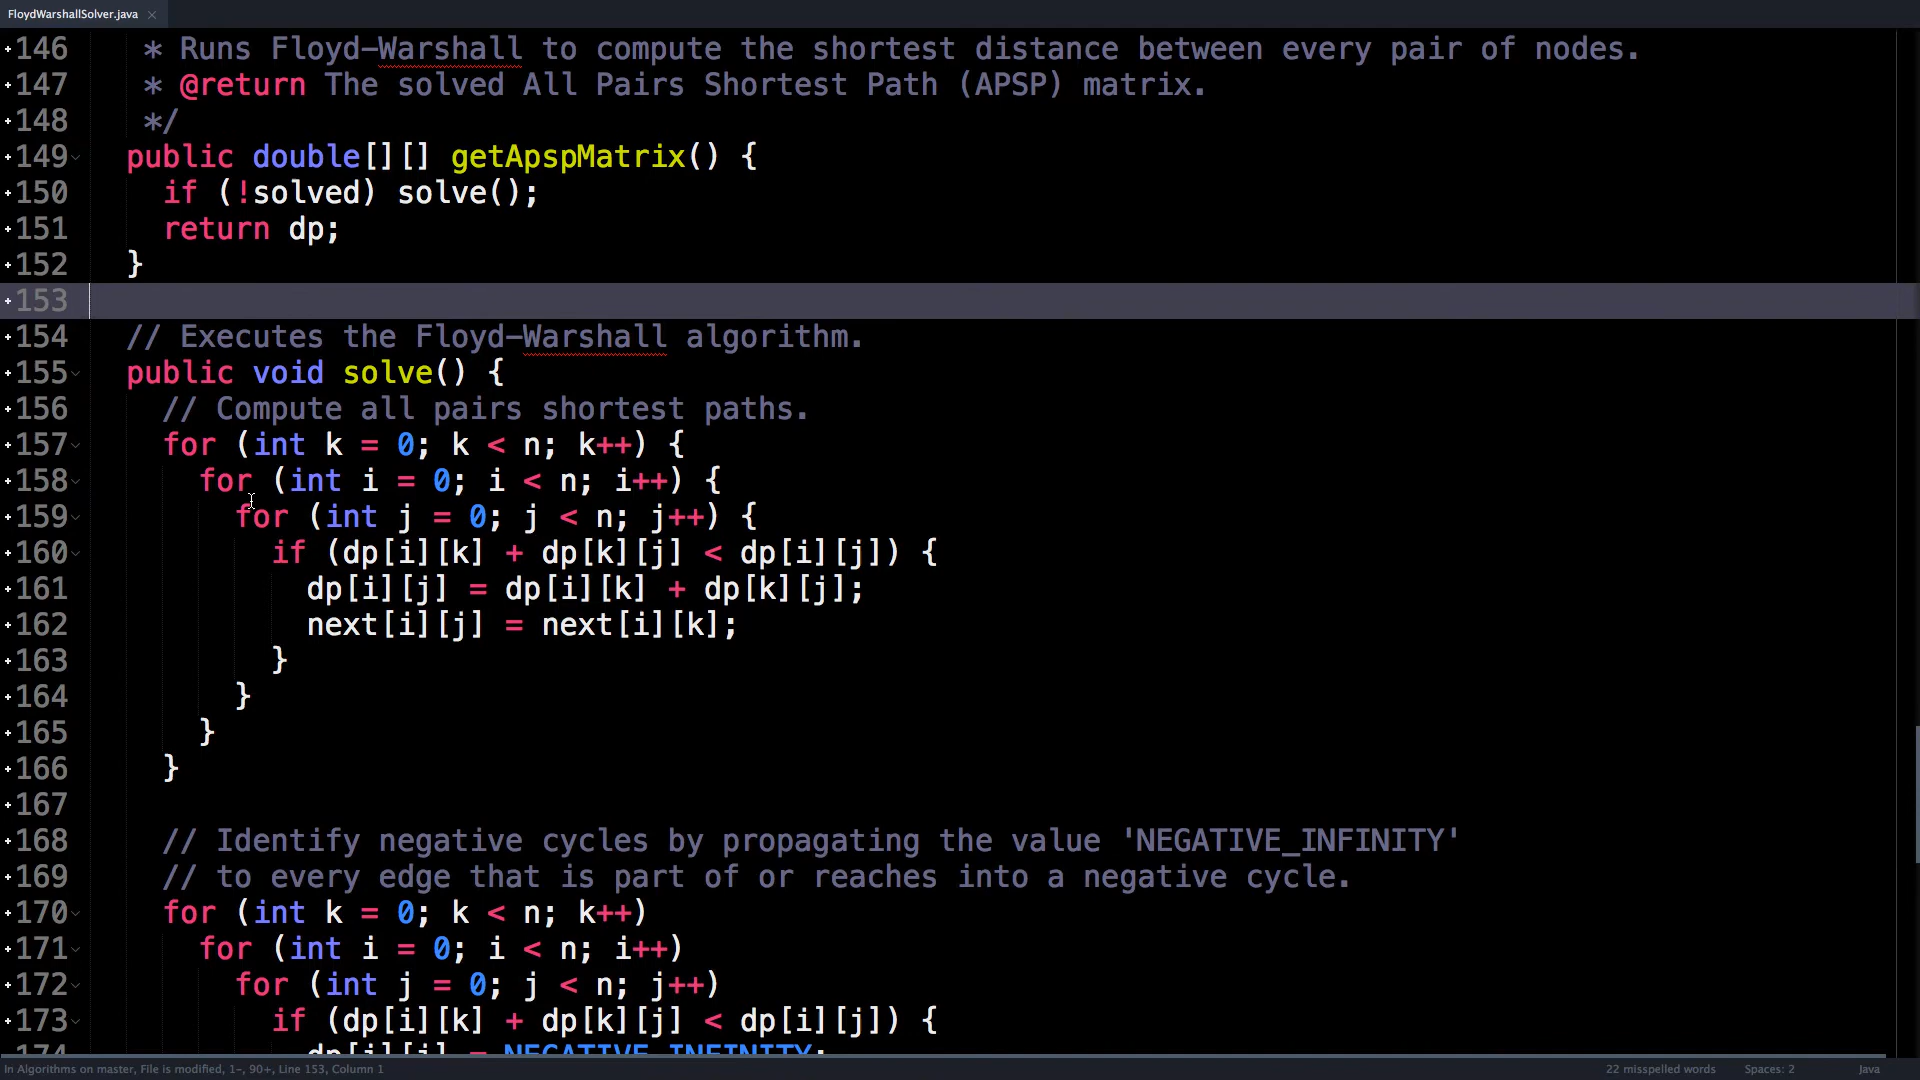 FloydWarshallSolver.java ×
146 * Runs Floyd-Warshall to compute the shortest distance between every pair of nodes.
147 * @return The solved All Pairs Shortest Path (APSP) matrix.
148 */
149 public double[][] getApspMatrix() {
150 if (!solved) solve();
151 return dp;
152 }
153
154 // Executes the Floyd-Warshall algorithm.
155 public void solve() {
156 // Compute all pairs shortest paths.
157 for (int k = 0; k < n; k++) {
158 for (int i = 0; i < n; i++) {
159 for (int j = 0; j < n; j++) {
160 if (dp[i][k] + dp[k][j] < dp[i][j]) {
161 dp[i][j] = dp[i][k] + dp[k][j];
162 next[i][j] = next[i][k];
163 }
164 }
165 }
166 }
167
168 // Identify negative cycles by propagating the value 'NEGATIVE_INFINITY'
169 // to every edge that is part of or reaches into a negative cycle.
170 for (int k = 0; k < n; k++)
171 for (int i = 0; i < n; i++)
172 for (int j = 0; j < n; j++)
173 if (dp[i][k] + dp[k][j] < dp[i][j]) {
174 dp[i][j] = NEGATIVE_INFINITY;
In Algorithms on master, File is modified, 1-, 90+, Line 153, Column 1 22 misspelled words Spaces: 2 Java